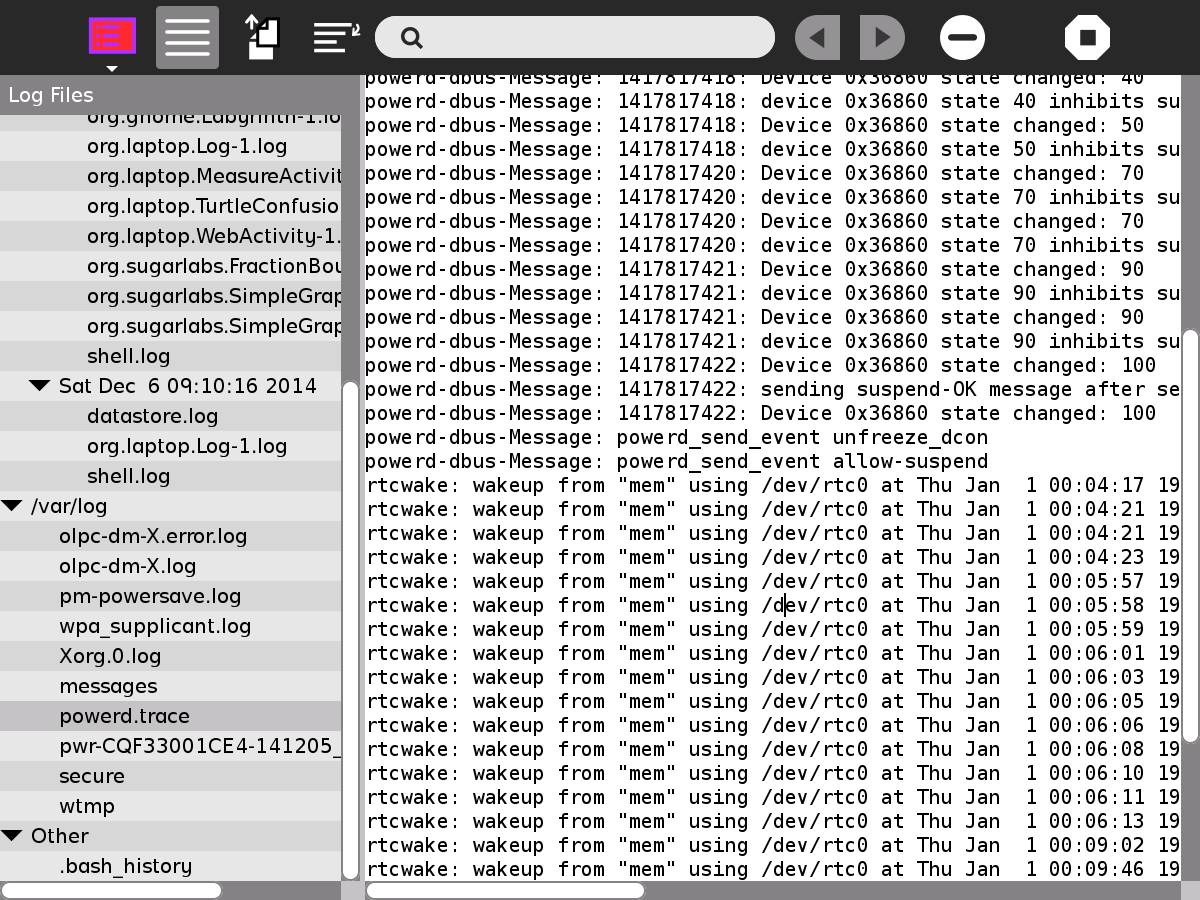 Log Files
org.gnome.Labyrinth-1.lo
org.laptop.Log-1.log
org.laptop.MeasureActivit
org.laptop.TurtleConfusio
org.laptop.WebActivity-1.
org.sugarlabs.FractionBou
org.sugarlabs.SimpleGrap
org.sugarlabs.SimpleGrap
shell.log
Sat Dec  6 09:10:16 2014
datastore.log
org.laptop.Log-1.log
shell.log
/var/log
olpc-dm-X.error.log
olpc-dm-X.log
pm-powersave.log
wpa_supplicant.log
Xorg.0.log
messages
powerd.trace
pwr-CQF33001CE4-141205_
secure
wtmp
Other
.bash_history
powerd-dbus-Message: 1417817418: Device 0x36860 state changed: 40
powerd-dbus-Message: 1417817418: device 0x36860 state 40 inhibits su
powerd-dbus-Message: 1417817418: Device 0x36860 state changed: 50
powerd-dbus-Message: 1417817418: device 0x36860 state 50 inhibits su
powerd-dbus-Message: 1417817420: Device 0x36860 state changed: 70
powerd-dbus-Message: 1417817420: device 0x36860 state 70 inhibits su
powerd-dbus-Message: 1417817420: Device 0x36860 state changed: 70
powerd-dbus-Message: 1417817420: device 0x36860 state 70 inhibits su
powerd-dbus-Message: 1417817421: Device 0x36860 state changed: 90
powerd-dbus-Message: 1417817421: device 0x36860 state 90 inhibits su
powerd-dbus-Message: 1417817421: Device 0x36860 state changed: 90
powerd-dbus-Message: 1417817421: device 0x36860 state 90 inhibits su
powerd-dbus-Message: 1417817422: Device 0x36860 state changed: 100
powerd-dbus-Message: 1417817422: sending suspend-OK message after se
powerd-dbus-Message: 1417817422: Device 0x36860 state changed: 100
powerd-dbus-Message: powerd_send_event unfreeze_dcon
powerd-dbus-Message: powerd_send_event allow-suspend
rtcwake: wakeup from "mem" using /dev/rtc0 at Thu Jan  1 00:04:17 19
rtcwake: wakeup from "mem" using /dev/rtc0 at Thu Jan  1 00:04:21 19
rtcwake: wakeup from "mem" using /dev/rtc0 at Thu Jan  1 00:04:21 19
rtcwake: wakeup from "mem" using /dev/rtc0 at Thu Jan  1 00:04:23 19
rtcwake: wakeup from "mem" using /dev/rtc0 at Thu Jan  1 00:05:57 19
rtcwake: wakeup from "mem" using /dev/rtc0 at Thu Jan  1 00:05:58 19
rtcwake: wakeup from "mem" using /dev/rtc0 at Thu Jan  1 00:05:59 19
rtcwake: wakeup from "mem" using /dev/rtc0 at Thu Jan  1 00:06:01 19
rtcwake: wakeup from "mem" using /dev/rtc0 at Thu Jan  1 00:06:03 19
rtcwake: wakeup from "mem" using /dev/rtc0 at Thu Jan  1 00:06:05 19
rtcwake: wakeup from "mem" using /dev/rtc0 at Thu Jan  1 00:06:06 19
rtcwake: wakeup from "mem" using /dev/rtc0 at Thu Jan  1 00:06:08 19
rtcwake: wakeup from "mem" using /dev/rtc0 at Thu Jan  1 00:06:10 19
rtcwake: wakeup from "mem" using /dev/rtc0 at Thu Jan  1 00:06:11 19
rtcwake: wakeup from "mem" using /dev/rtc0 at Thu Jan  1 00:06:13 19
rtcwake: wakeup from "mem" using /dev/rtc0 at Thu Jan  1 00:09:02 19
rtcwake: wakeup from "mem" using /dev/rtc0 at Thu Jan  1 00:09:46 19